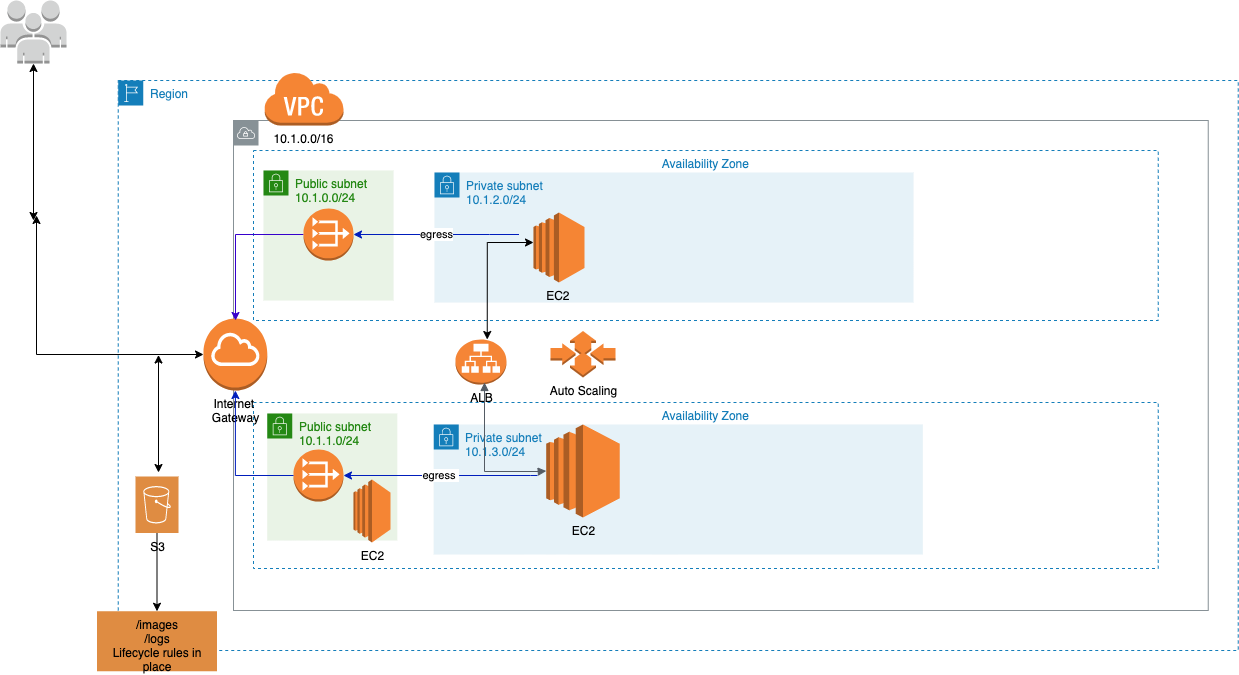 Region
VPC
10.1.0.0/16
Availability Zone
Public subnet
10.1.0.0/24
Private subnet
10.1.2.0/24
egress
EC2
Internet
Gateway
ALB
Auto Scaling
Availability Zone
Public subnet
10.1.1.0/24
Private subnet
10.1.3.0/24
egress
EC2
EC2
S3
/images
/logs
Lifecycle rules in
place